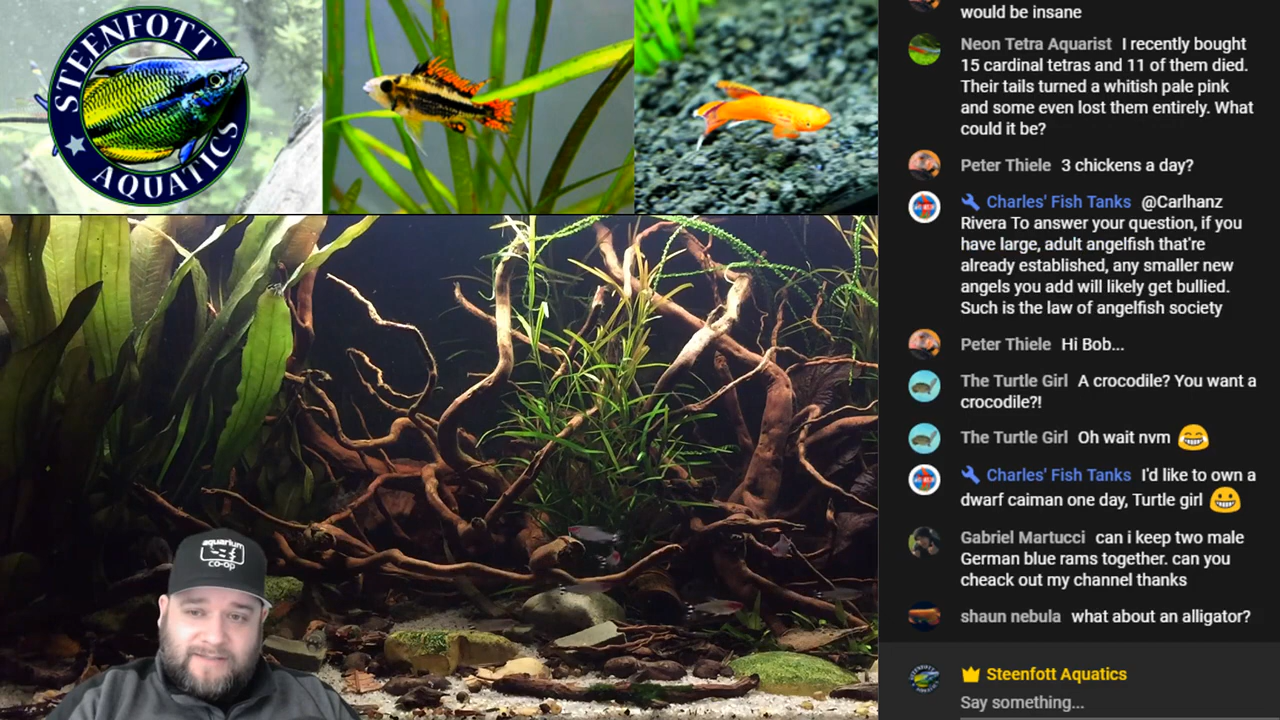 STEENFOTT
AQUATICS
aquarium
co-op
would be insane
Neon Tetra Aquarist I recently bought
15 cardinal tetras and 11 of them died.
Their tails turned a whitish pale pink
and some even lost them entirely. What
could it be?
Peter Thiele 3 chickens a day?
Charles' Fish Tanks @Carlhanz
Rivera To answer your question, if you
have large, adult angelfish that're
already established, any smaller new
angels you add will likely get bullied.
Such is the law of angelfish society
Peter Thiele Hi Bob...
The Turtle Girl A crocodile? You want a
crocodile?!
The Turtle Girl Oh wait nvm 😂
Charles' Fish Tanks I'd like to own a
dwarf caiman one day, Turtle girl 😀
Gabriel Martucci can i keep two male
German blue rams together. can you
cheack out my channel thanks
shaun nebula what about an alligator?
Steenfott Aquatics
Say something...